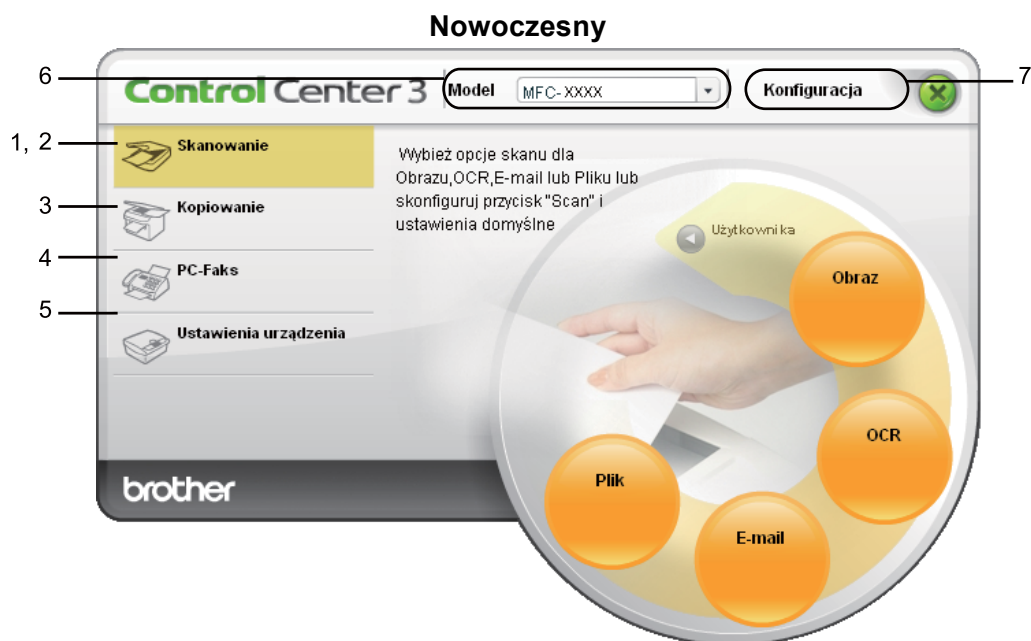 Nowoczesny
6
Control Center 3
Model
MFC-XXXX
Konfiguracja
7
1, 2
Skanowanie
3
Kopiowanie
4
PC-Faks
5
Ustawienia urządzenia
Wybież opcje skanu dla
Obrazu,OCR,E-mail lub Pliku lub
skonfiguruj przycisk "Scan" i
ustawienia domyślne
Użytkownika
Obraz
OCR
E-mail
Plik
brother